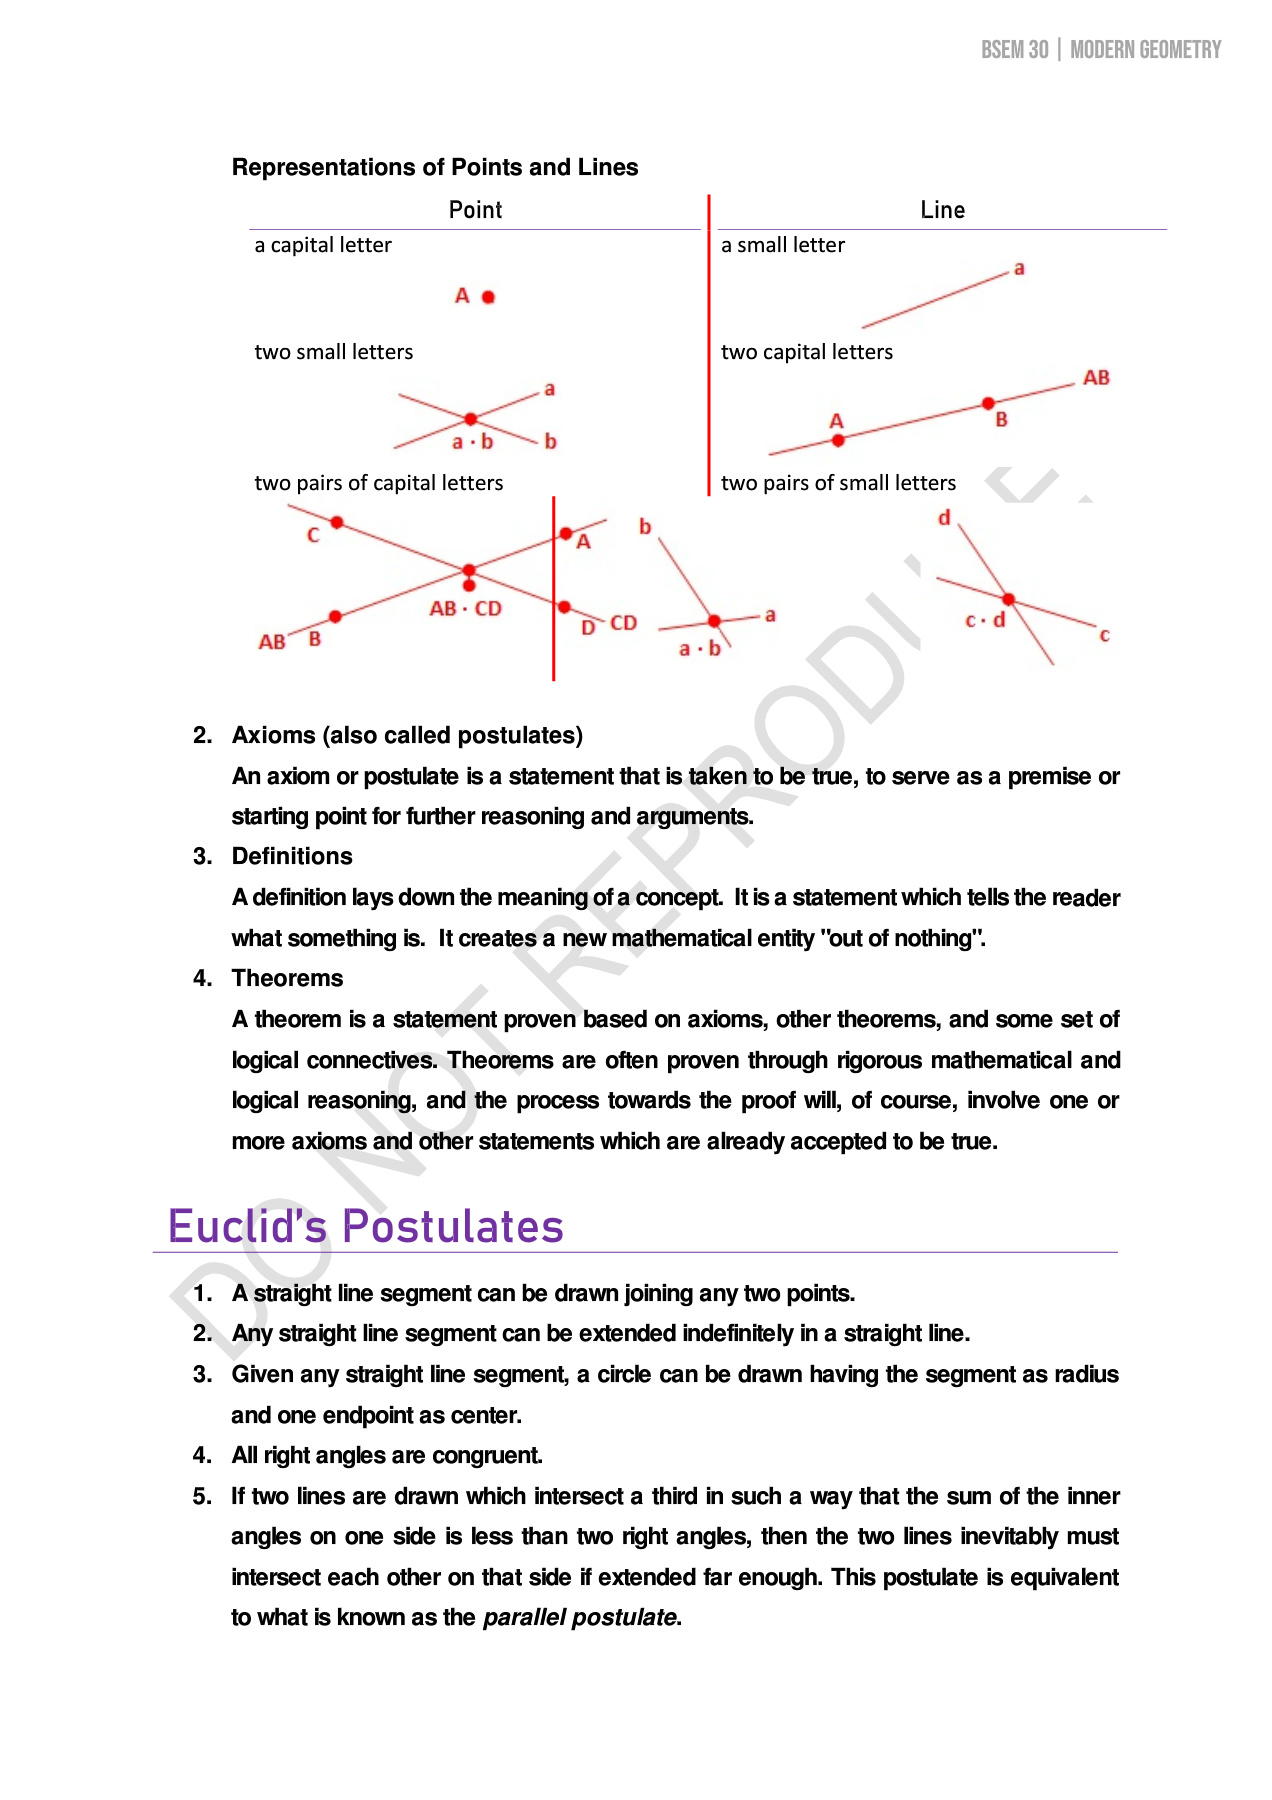 BSEM 30 | MODERN GEOMETRY
Representations of Points and Lines
Point
Line
a capital letter
a small letter
A
a
two small letters
two capital letters
a
b
a · b
A
B
AB
two pairs of capital letters
two pairs of small letters
C
A
AB · CD
AB
B
D
CD
b
a
a · b
d
c · d
c
2. Axioms (also called postulates)
An axiom or postulate is a statement that is taken to be true, to serve as a premise or
starting point for further reasoning and arguments.
3. Definitions
A definition lays down the meaning of a concept. It is a statement which tells the reader
what something is. It creates a new mathematical entity "out of nothing".
4. Theorems
A theorem is a statement proven based on axioms, other theorems, and some set of
logical connectives. Theorems are often proven through rigorous mathematical and
logical reasoning, and the process towards the proof will, of course, involve one or
more axioms and other statements which are already accepted to be true.
Euclid's Postulates
1. A straight line segment can be drawn joining any two points.
2. Any straight line segment can be extended indefinitely in a straight line.
3. Given any straight line segment, a circle can be drawn having the segment as radius
and one endpoint as center.
4. All right angles are congruent.
5. If two lines are drawn which intersect a third in such a way that the sum of the inner
angles on one side is less than two right angles, then the two lines inevitably must
intersect each other on that side if extended far enough. This postulate is equivalent
to what is known as the parallel postulate.
DO NOT